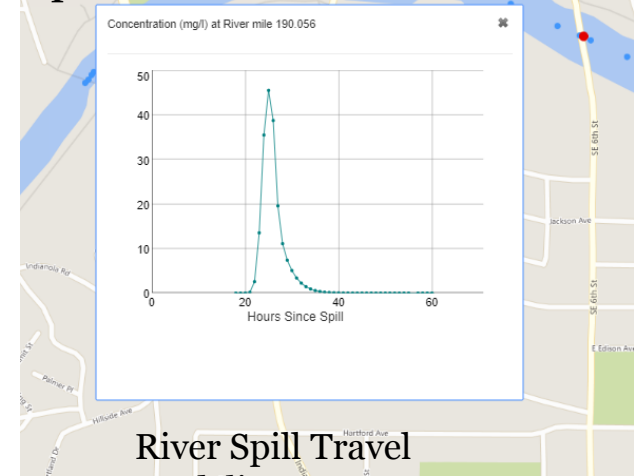 Concentration (mg/l) at River mile 190.056
✖
50
40
30
20
10
0
0 20 40 60
Hours Since Spill
SE 6th St
Jackson Ave
Indianola Rd
SE 6th St
E Edison Ave
Palmer Pl
Hillside Ave
Hartford Ave
River Spill Travel